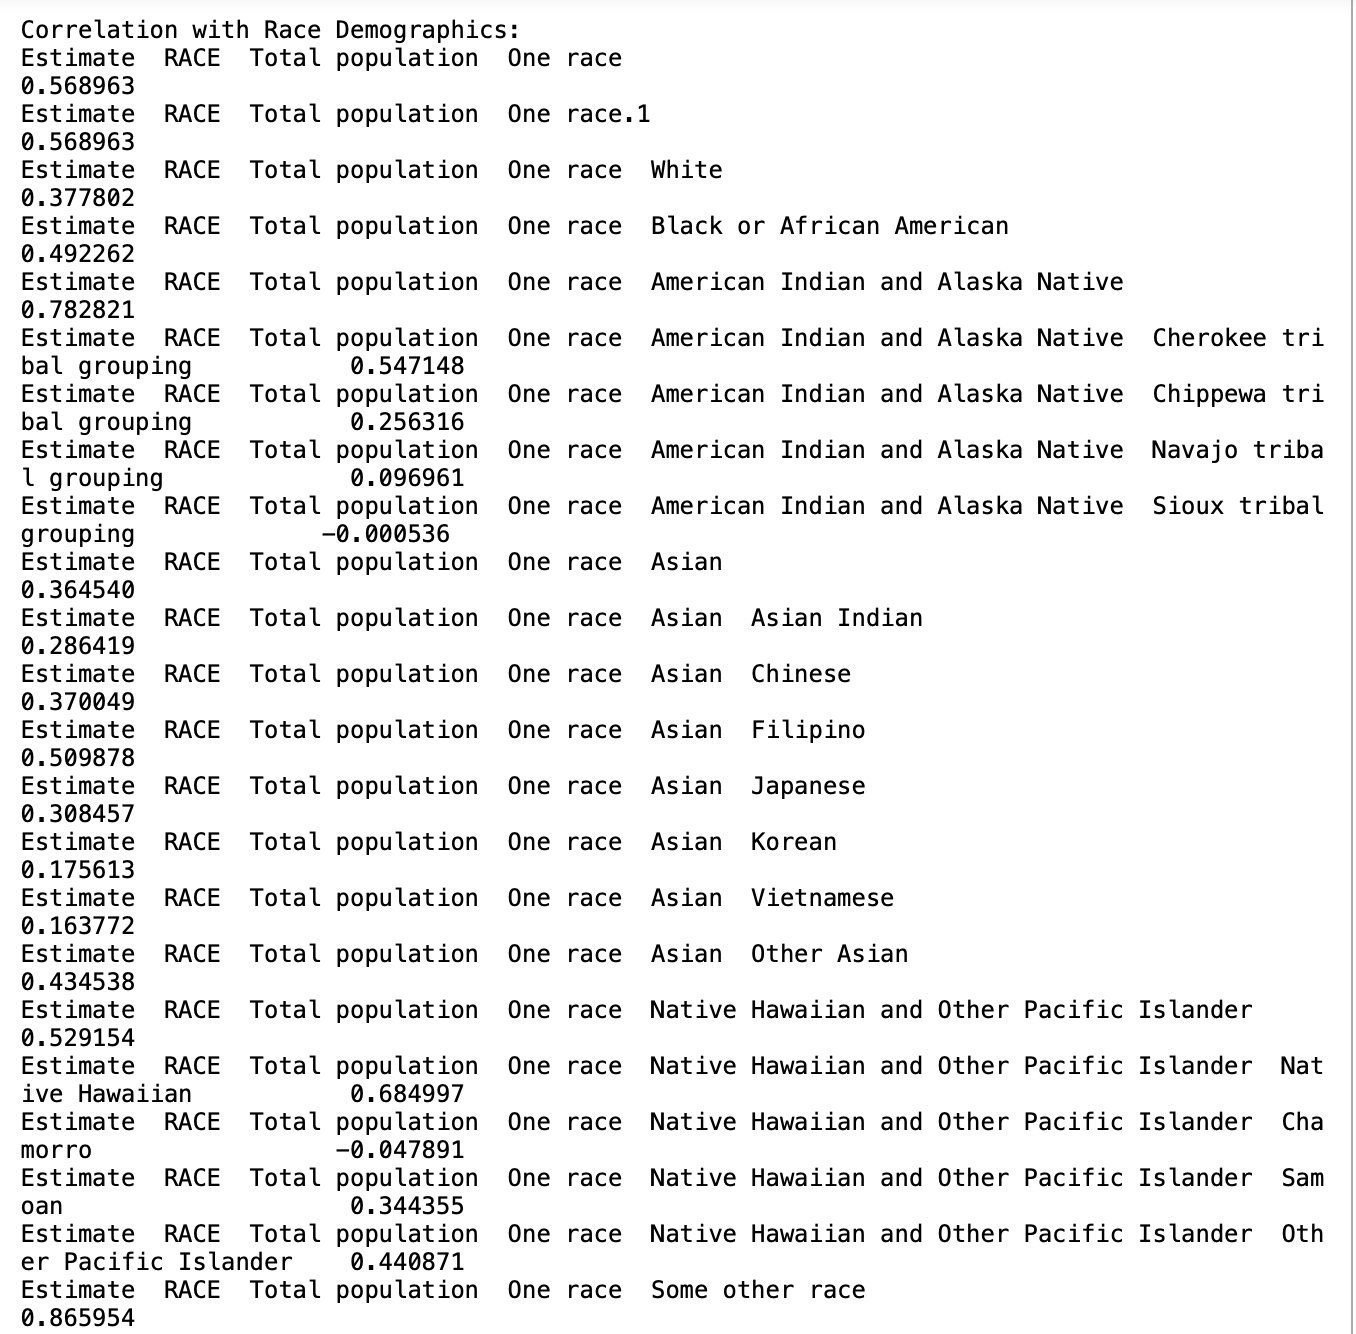 Correlation with Race Demographics:
Estimate  RACE  Total population  One race
0.568963
Estimate  RACE  Total population  One race.1
0.568963
Estimate  RACE  Total population  One race  White
0.377802
Estimate  RACE  Total population  One race  Black or African American
0.492262
Estimate  RACE  Total population  One race  American Indian and Alaska Native
0.782821
Estimate  RACE  Total population  One race  American Indian and Alaska Native  Cherokee tri
bal grouping           0.547148
Estimate  RACE  Total population  One race  American Indian and Alaska Native  Chippewa tri
bal grouping           0.256316
Estimate  RACE  Total population  One race  American Indian and Alaska Native  Navajo triba
l grouping             0.096961
Estimate  RACE  Total population  One race  American Indian and Alaska Native  Sioux tribal
grouping             −0.000536
Estimate  RACE  Total population  One race  Asian
0.364540
Estimate  RACE  Total population  One race  Asian  Asian Indian
0.286419
Estimate  RACE  Total population  One race  Asian  Chinese
0.370049
Estimate  RACE  Total population  One race  Asian  Filipino
0.509878
Estimate  RACE  Total population  One race  Asian  Japanese
0.308457
Estimate  RACE  Total population  One race  Asian  Korean
0.175613
Estimate  RACE  Total population  One race  Asian  Vietnamese
0.163772
Estimate  RACE  Total population  One race  Asian  Other Asian
0.434538
Estimate  RACE  Total population  One race  Native Hawaiian and Other Pacific Islander
0.529154
Estimate  RACE  Total population  One race  Native Hawaiian and Other Pacific Islander  Nat
ive Hawaiian           0.684997
Estimate  RACE  Total population  One race  Native Hawaiian and Other Pacific Islander  Cha
morro                 −0.047891
Estimate  RACE  Total population  One race  Native Hawaiian and Other Pacific Islander  Sam
oan                    0.344355
Estimate  RACE  Total population  One race  Native Hawaiian and Other Pacific Islander  Oth
er Pacific Islander    0.440871
Estimate  RACE  Total population  One race  Some other race
0.865954